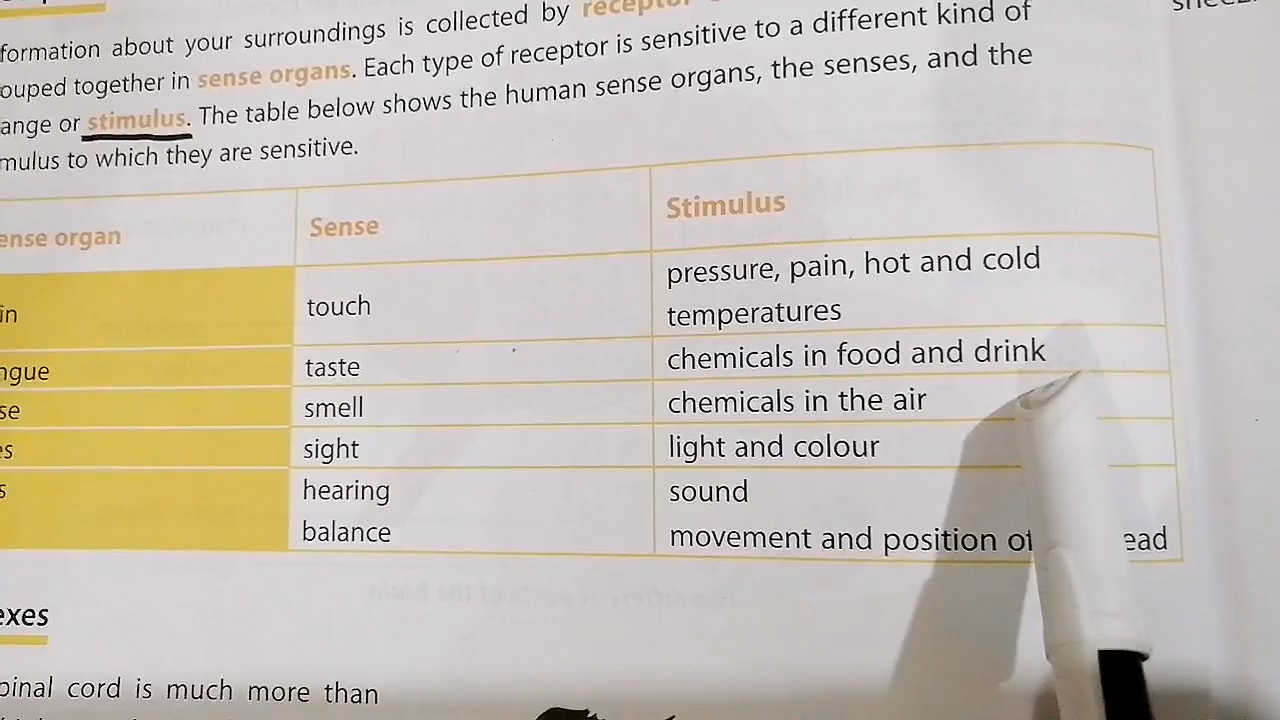 formation about your surroundings is collected by receptor
ouped together in sense organs. Each type of receptor is sensitive to a different kind of
ange or stimulus. The table below shows the human sense organs, the senses, and the
mulus to which they are sensitive.
ense organ Sense Stimulus
in touch pressure, pain, hot and cold
temperatures
ngue taste chemicals in food and drink
se smell chemicals in the air
es sight light and colour
s hearing sound
balance movement and position of ead
exes
pinal cord is much more than